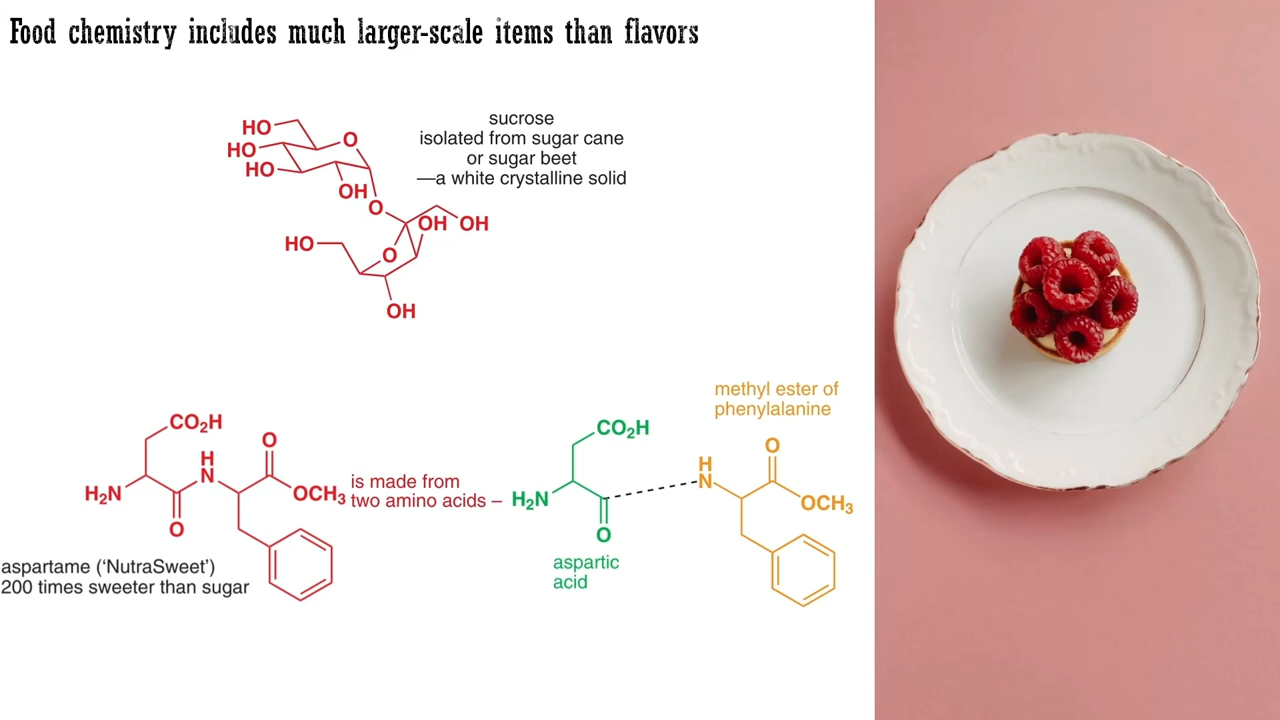 Food chemistry includes much larger-scale items than flavors
sucrose
isolated from sugar cane
or sugar beet
—a white crystalline solid
HO
O
HO
HO
OH
O
OH
OH
HO
O
OH
methyl ester of
phenylalanine
CO₂H
O
H
N
H₂N
OCH₃
O
is made from
two amino acids –
CO₂H
H₂N
O
H
N
O
OCH₃
aspartame (‘NutraSweet’)
200 times sweeter than sugar
aspartic
acid